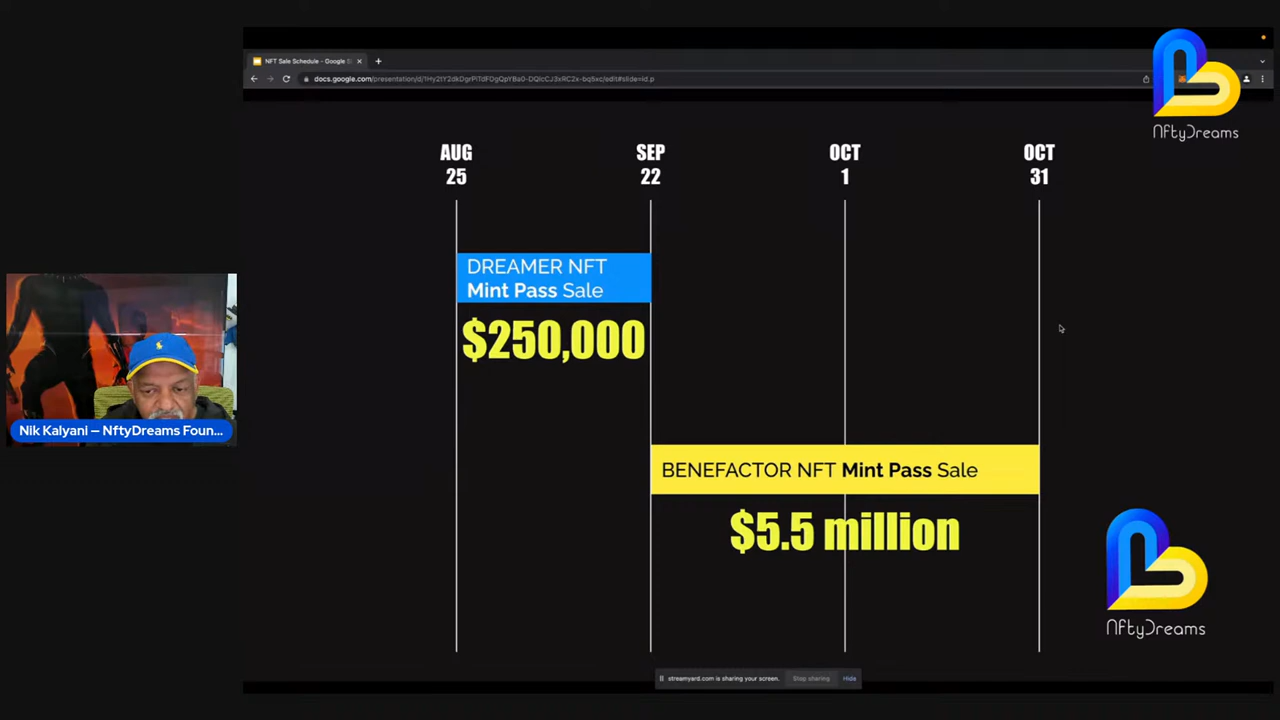 NFT Sale Schedule - Google Sl
NftyDreams
AUG
25
SEP
22
OCT
1
OCT
31
DREAMER NFT
Mint Pass Sale
$250,000
Nik Kalyani – NftyDreams Foun...
BENEFACTOR NFT Mint Pass Sale
$5.5 million
NftyDreams
streamyard.com is sharing your screen.
Stop sharing
Hide